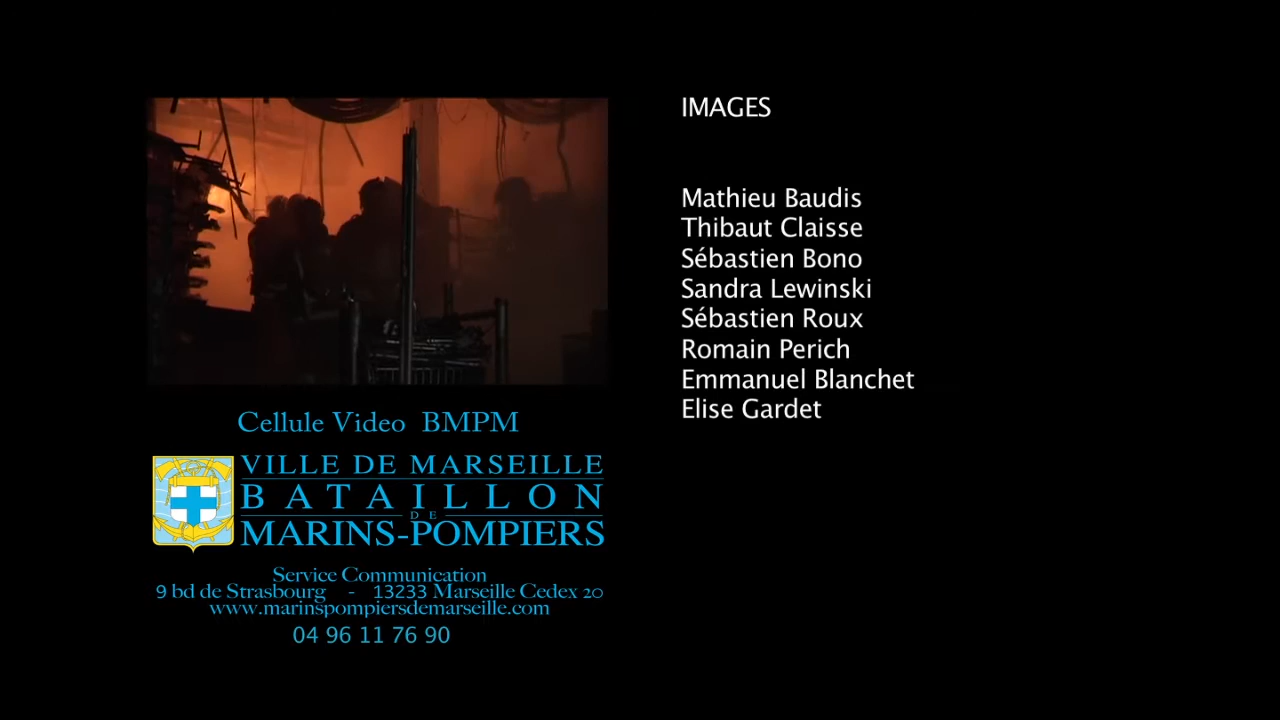 IMAGES
Mathieu Baudis
Thibaut Claisse
Sébastien Bono
Sandra Lewinski
Sébastien Roux
Romain Perich
Emmanuel Blanchet
Elise Gardet
Cellule Video BMPM
VILLE DE MARSEILLE
BATAILLON
DE
MARINS-POMPIERS
Service Communication
9 bd de Strasbourg - 13233 Marseille Cedex 20
www.marinspompiersdemarseille.com
04 96 11 76 90